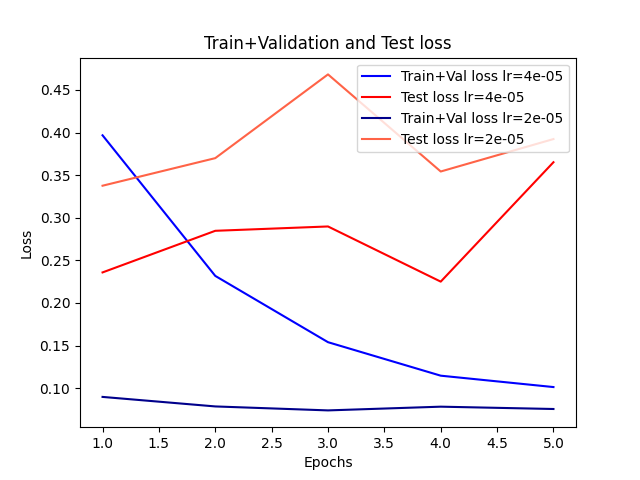 Train+Validation and Test loss
Train+Val loss lr=4e-05
Test loss lr=4e-05
Train+Val loss lr=2e-05
Test loss lr=2e-05
Loss
0.45
0.40
0.35
0.30
0.25
0.20
0.15
0.10
1.0 1.5 2.0 2.5 3.0 3.5 4.0 4.5 5.0
Epochs